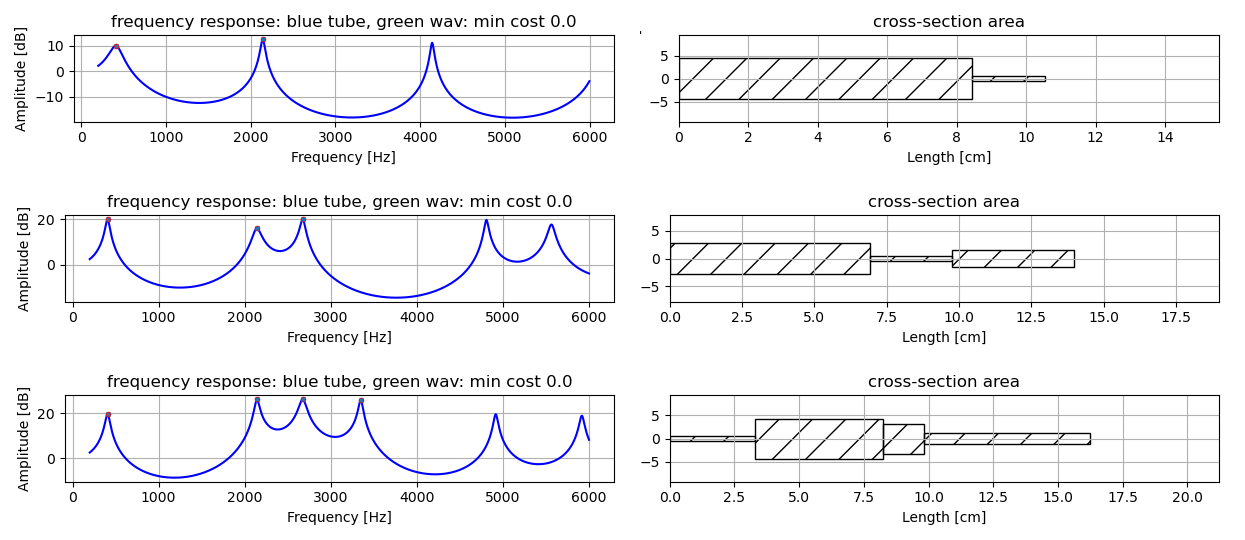 frequency response: blue tube, green wav: min cost 0.0
Amplitude [dB]
10
0
−10
0 1000 2000 3000 4000 5000 6000
Frequency [Hz]
cross-section area
5
0
−5
0 2 4 6 8 10 12 14
Length [cm]
frequency response: blue tube, green wav: min cost 0.0
Amplitude [dB]
20
0
0 1000 2000 3000 4000 5000 6000
Frequency [Hz]
cross-section area
5
0
−5
0.0 2.5 5.0 7.5 10.0 12.5 15.0 17.5
Length [cm]
frequency response: blue tube, green wav: min cost 0.0
Amplitude [dB]
20
0
0 1000 2000 3000 4000 5000 6000
Frequency [Hz]
cross-section area
5
0
−5
0.0 2.5 5.0 7.5 10.0 12.5 15.0 17.5 20.0
Length [cm]